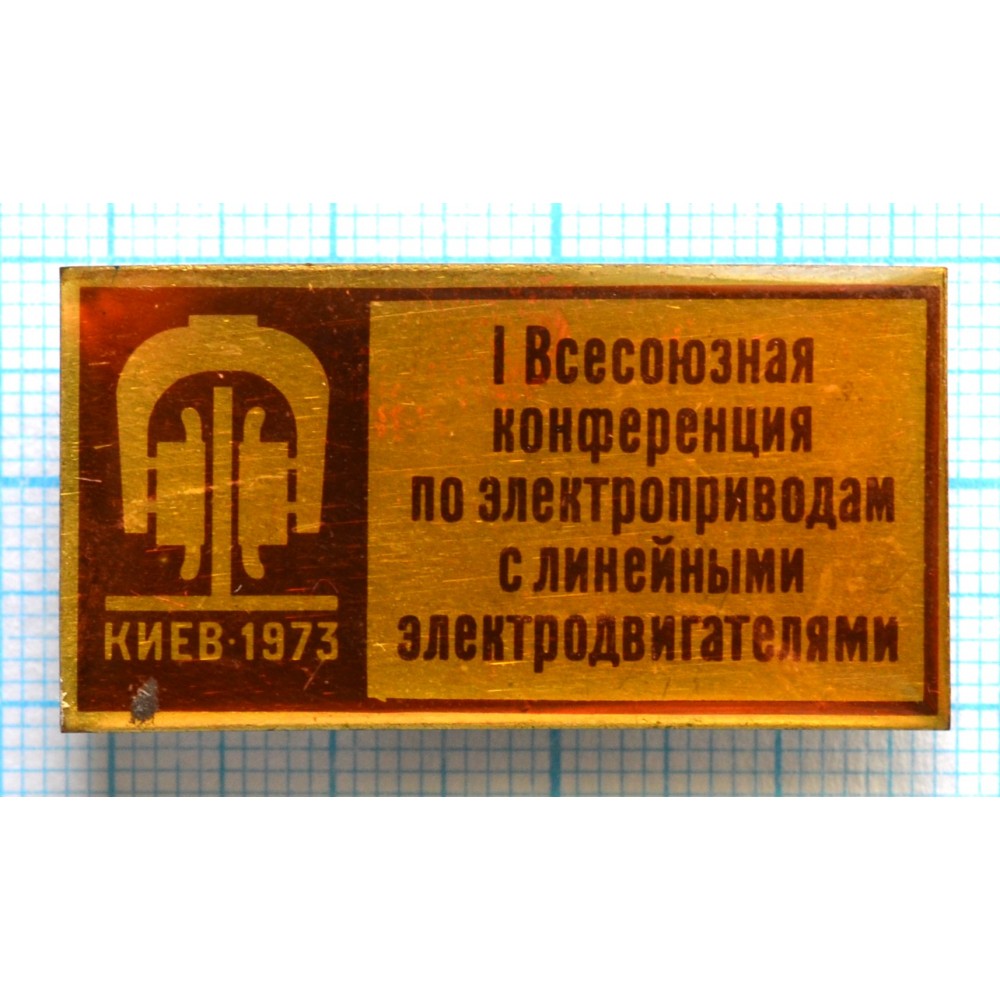 I Всесоюзная
конференция
по электроприводам
с линейными
электродвигателями
КИЕВ·1973